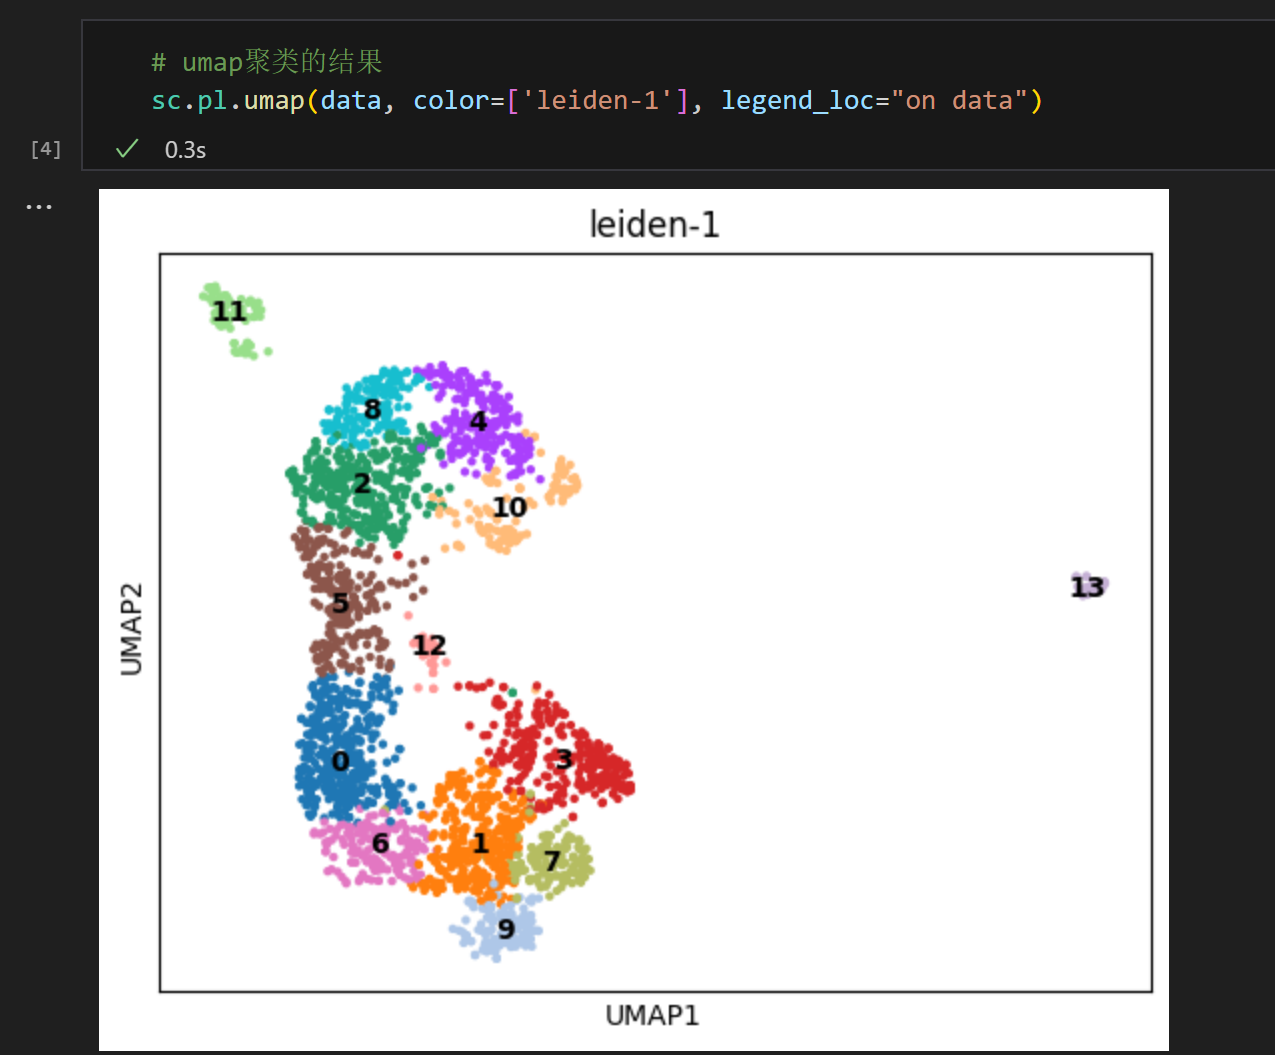 # umap聚类的结果
sc.pl.umap(data, color=['leiden-1'], legend_loc="on data")
[4]
0.3s
...
leiden-1
11
8
4
2
10
13
5
12
0
3
6
1
7
9
UMAP2
UMAP1